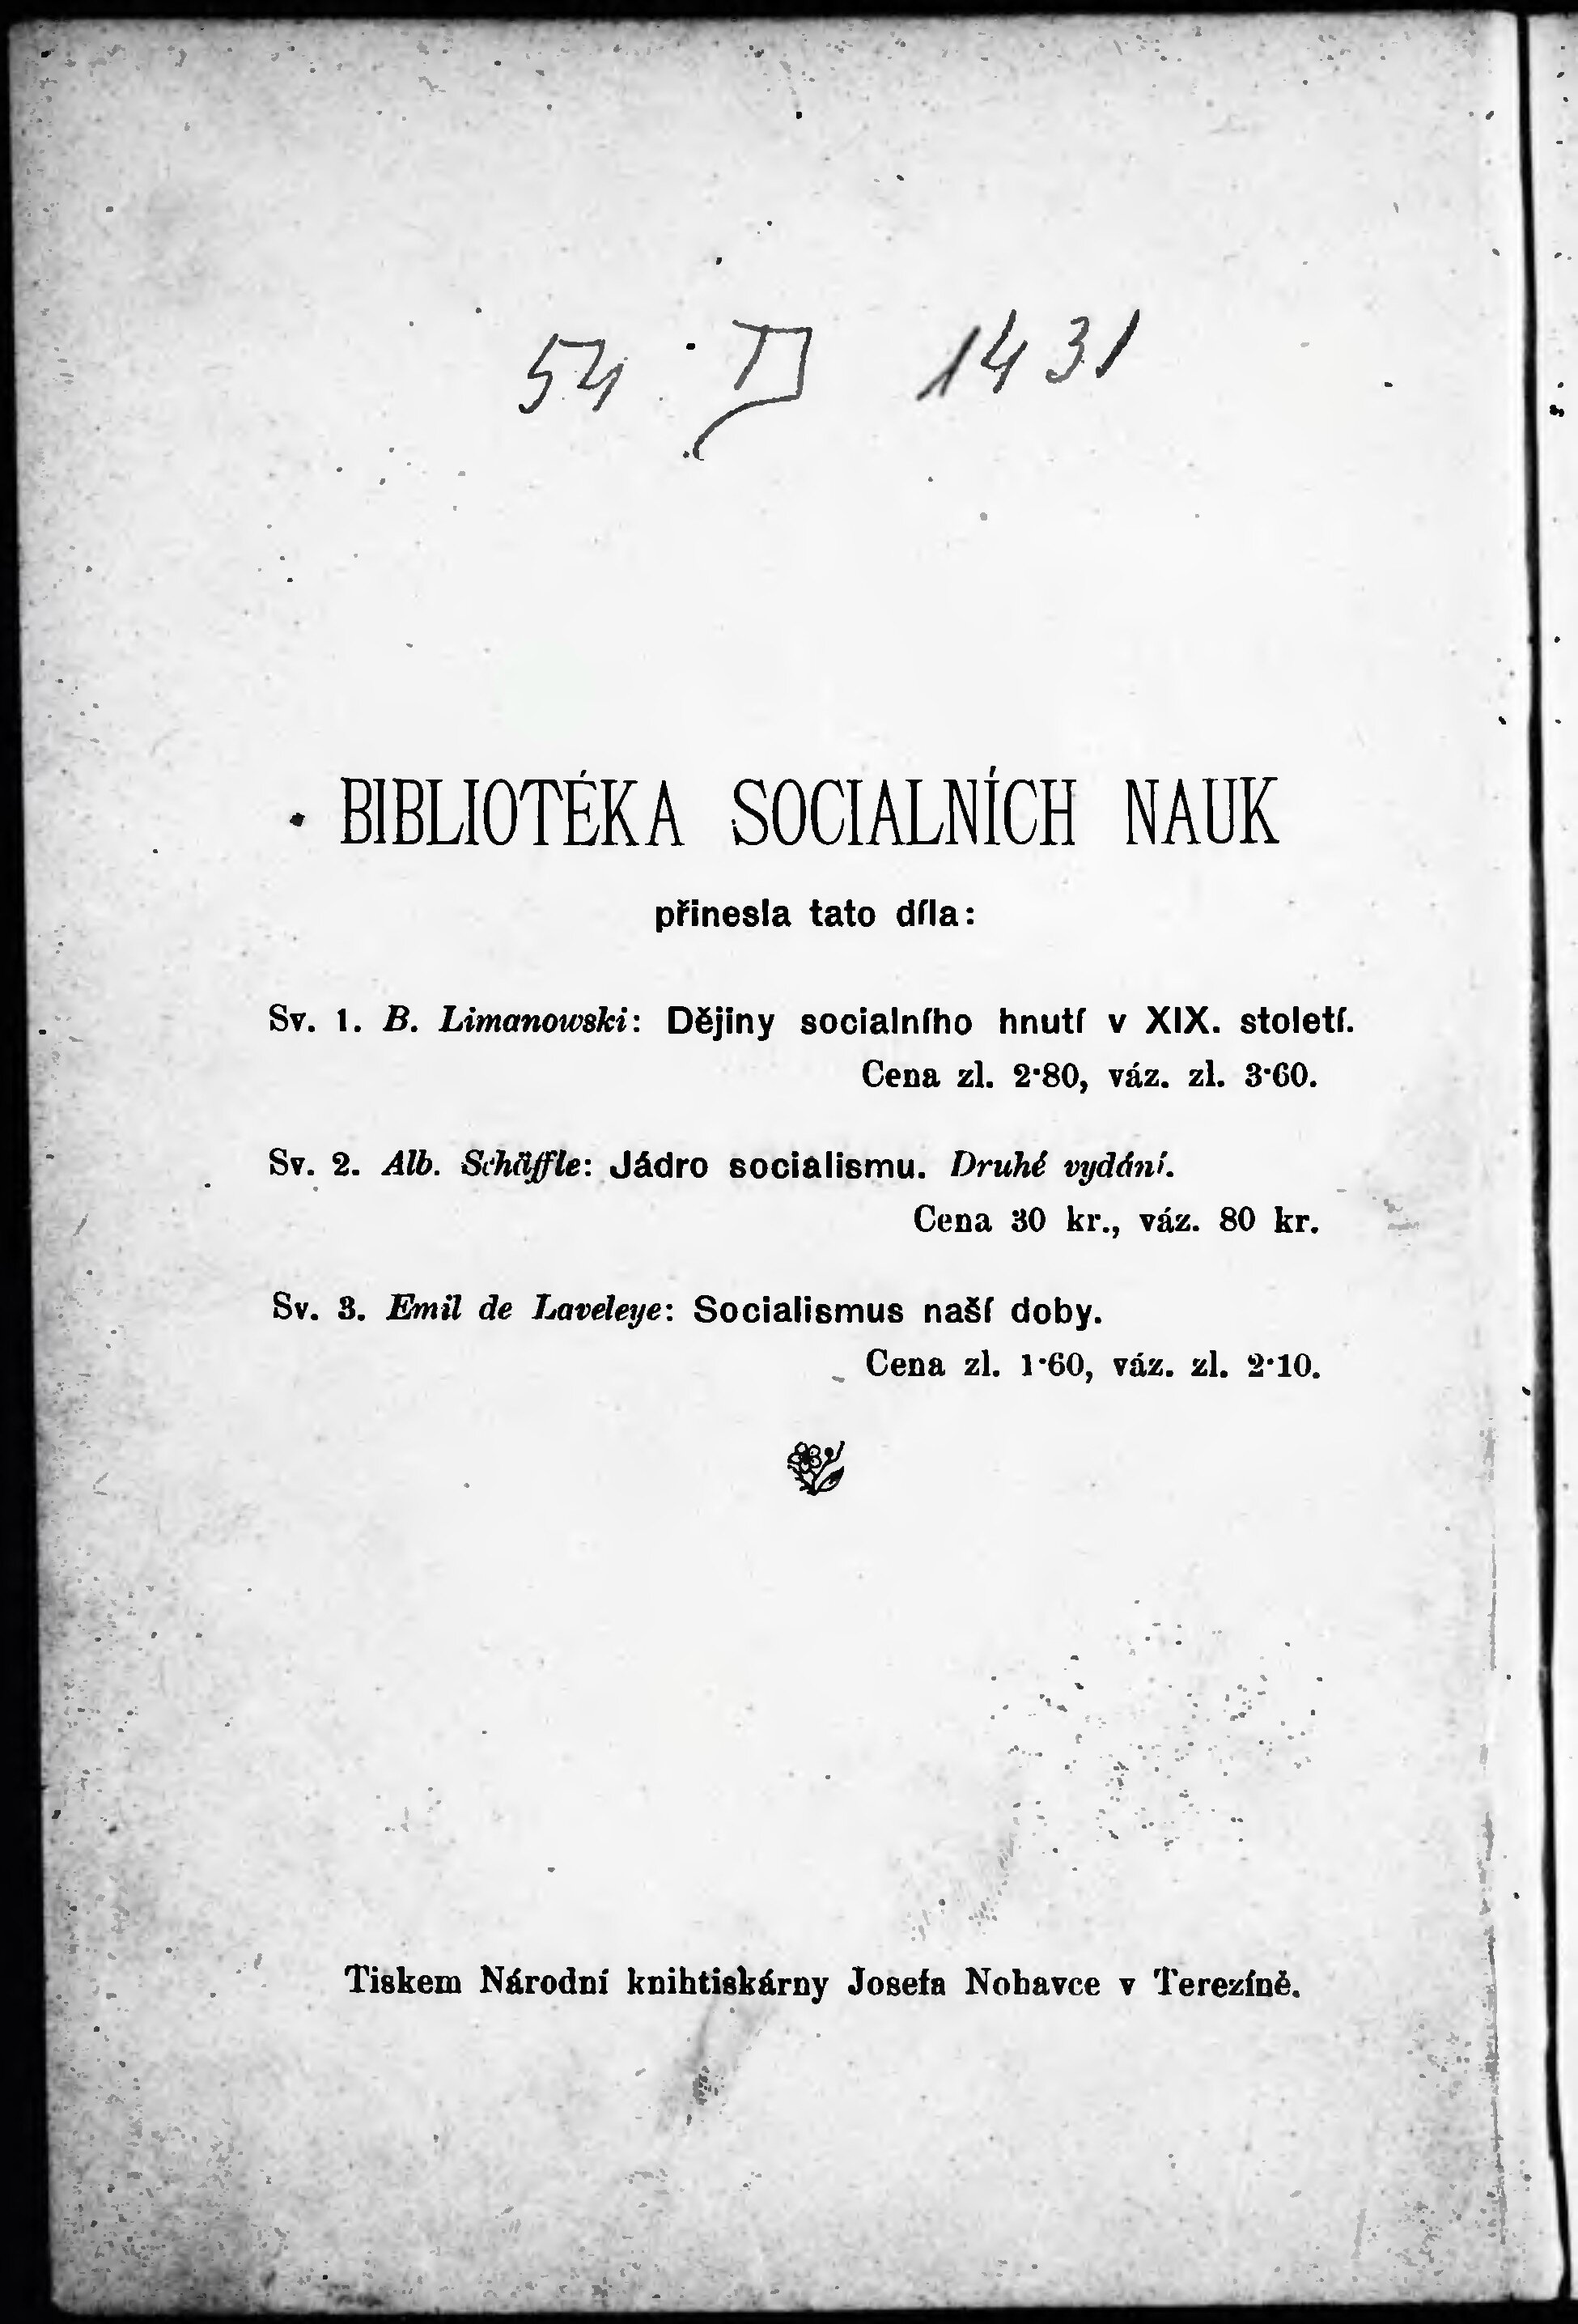 54 D 1431
BIBLIOTÉKA SOCIALNÍCH NAUK
přinesla tato díla:
Sv. 1. B. Limanowski: Dějiny socialního hnutí v XIX. století.
Cena zl. 2·80, váz. zl. 3·60.
Sv. 2. Alb. Schäffle: Jádro socialismu. Druhé vydání.
Cena 30 kr., váz. 80 kr.
Sv. 3. Emil de Laveleye: Socialismus naší doby.
Cena zl. 1·60, váz. zl. 2·10.
Tiskem Národní knihtiskárny Josefa Nohavce v Terezíně.